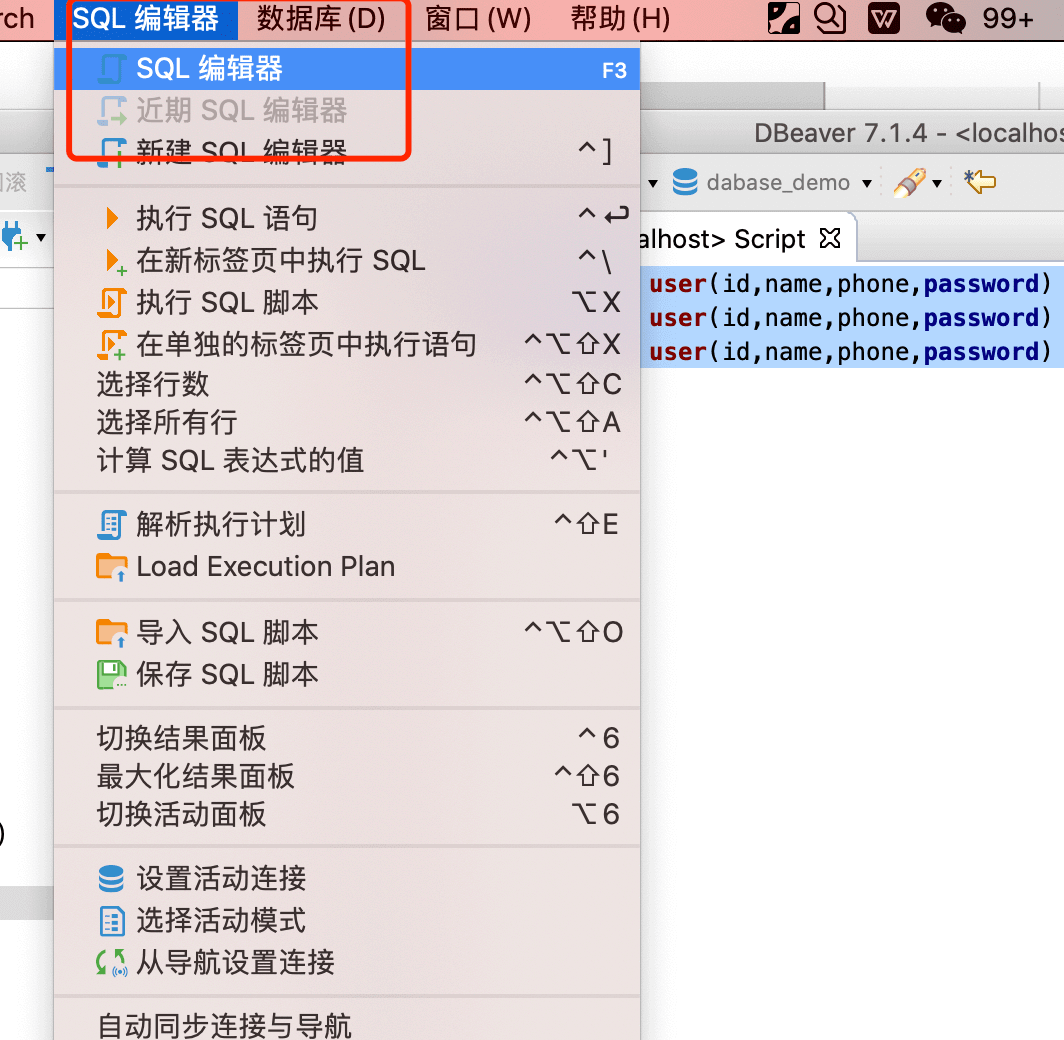 rch SQL 编辑器 数据库 (D) 窗口 (W) 帮助 (H) 99+
SQL 编辑器 F3
近期 SQL 编辑器
新建 SQL 编辑器 ^ ]
DBeaver 7.1.4 - <localhos
滚
dabase_demo
执行 SQL 语句 ^ ↩
alhost> Script
在新标签页中执行 SQL ^ \
user(id,name,phone,password)
执行 SQL 脚本 ⌥ X
user(id,name,phone,password)
在单独的标签页中执行语句 ^⌥⇧X
user(id,name,phone,password)
选择行数 ^⌥⇧C
选择所有行 ^⌥⇧A
计算 SQL 表达式的值 ^⌥'
解析执行计划 ^⇧E
Load Execution Plan
导入 SQL 脚本 ^⌥⇧O
保存 SQL 脚本
切换结果面板 ^ 6
最大化结果面板 ^⇧6
切换活动面板 ⌥ 6
)
设置活动连接
选择活动模式
从导航设置连接
自动同步连接与导航